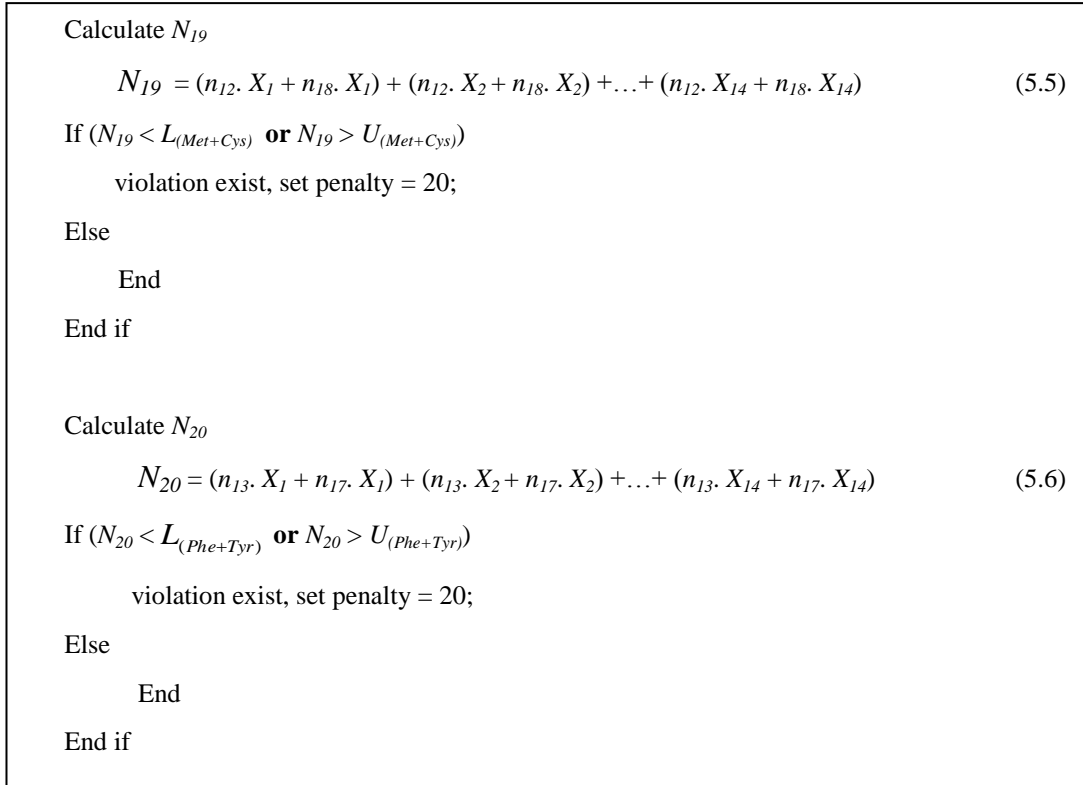 Calculate N19
N19 = (n12. X1 + n18. X1) + (n12. X2 + n18. X2) +…+ (n12. X14 + n18. X14) (5.5)
If (N19 < L(Met+Cys) or N19 > U(Met+Cys))
violation exist, set penalty = 20;
Else
End
End if
Calculate N20
N20 = (n13. X1 + n17. X1) + (n13. X2 + n17. X2) +…+ (n13. X14 + n17. X14) (5.6)
If (N20 < L(Phe+Tyr) or N20 > U(Phe+Tyr))
violation exist, set penalty = 20;
Else
End
End if